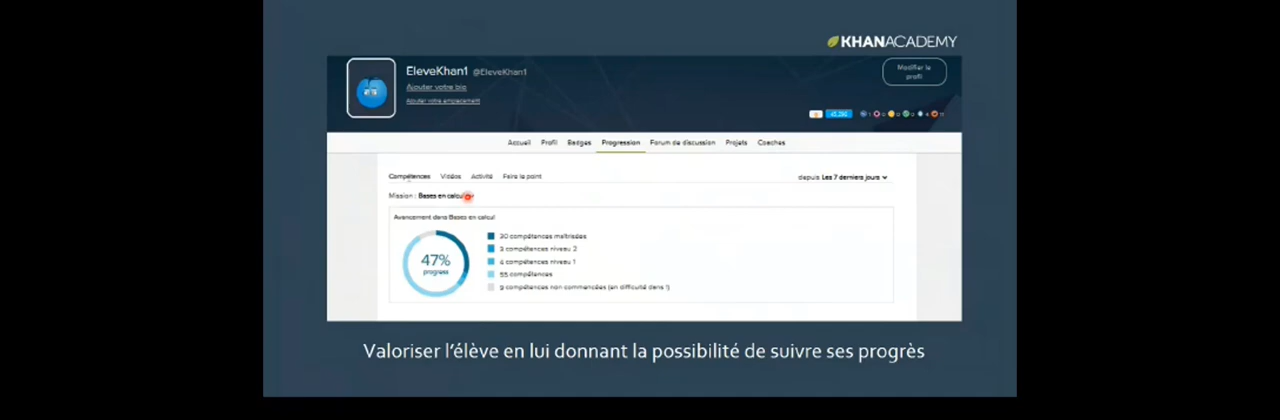 KHANACADEMY
EleveKhan1 @EleveKhan1
Modifier le profil
Ajouter votre bio
Ajouter votre emplacement
Accueil Profil Badges Progression Forum de discussion Projets Coaches
Compétences Vidéos Activité Faire le point
depuis Les 7 derniers jours
Mission : Bases en calcul
Avancement dans Bases en calcul
47%
progress
30 compétences maîtrisées
3 compétences niveau 2
4 compétences niveau 1
55 compétences
9 compétences non commencées (en difficulté dans 1)
Valoriser l'élève en lui donnant la possibilité de suivre ses progrès